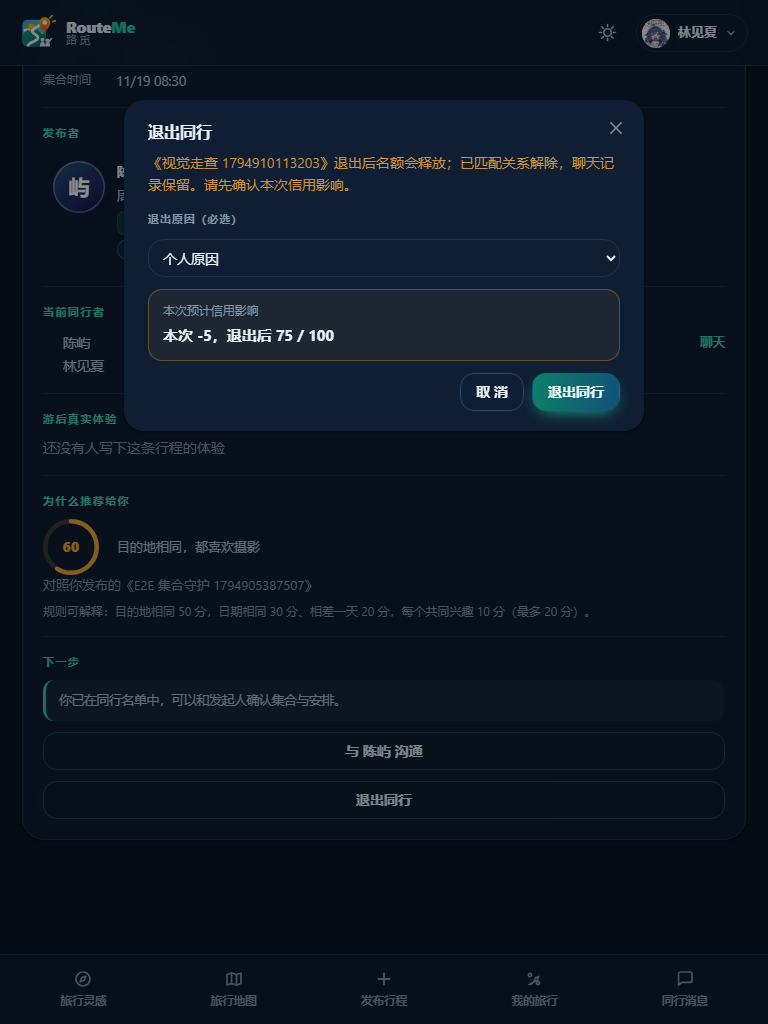 RouteMe
路觅
林见夏
集合时间 11/19 08:30
发布者
屿
退出同行
《视觉走查 1794910113203》退出后名额会释放；已匹配关系解除，聊天记
录保留。请先确认本次信用影响。
退出原因（必选）
个人原因
本次预计信用影响
本次 -5，退出后 75 / 100
取 消
退出同行
当前同行者
陈屿
聊天
林见夏
游后真实体验
还没有人写下这条行程的体验
为什么推荐给你
60
目的地相同，都喜欢摄影
对照你发布的《E2E 集合守护 1794905387507》
规则可解释：目的地相同 50 分，日期相同 30 分、相差一天 20 分，每个共同兴趣 10 分（最多 20 分）。
下一步
你已在同行名单中，可以和发起人确认集合与安排。
与 陈屿 沟通
退出同行
旅行灵感
旅行地图
发布行程
我的旅行
同行消息